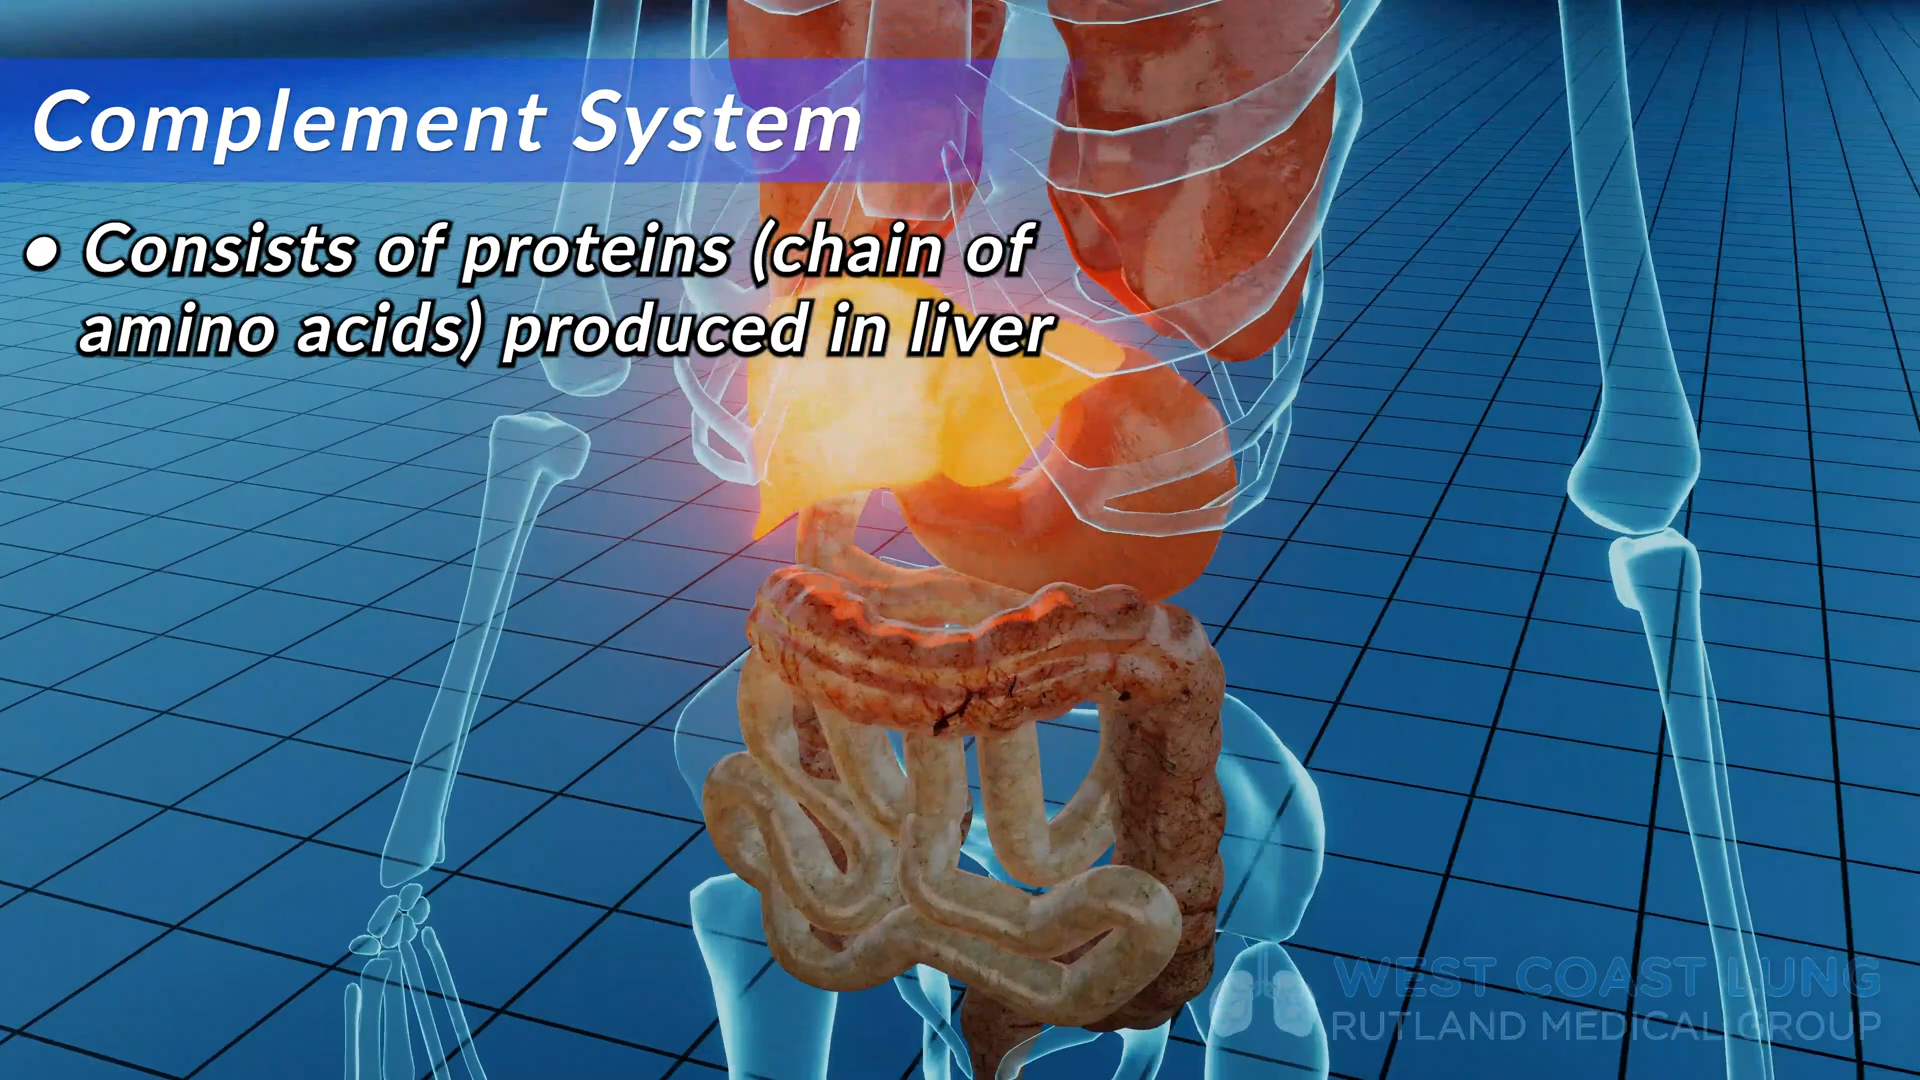 Complement System
• Consists of proteins (chain of
amino acids) produced in liver
WEST COAST LUNG
RUTLAND MEDICAL GROUP